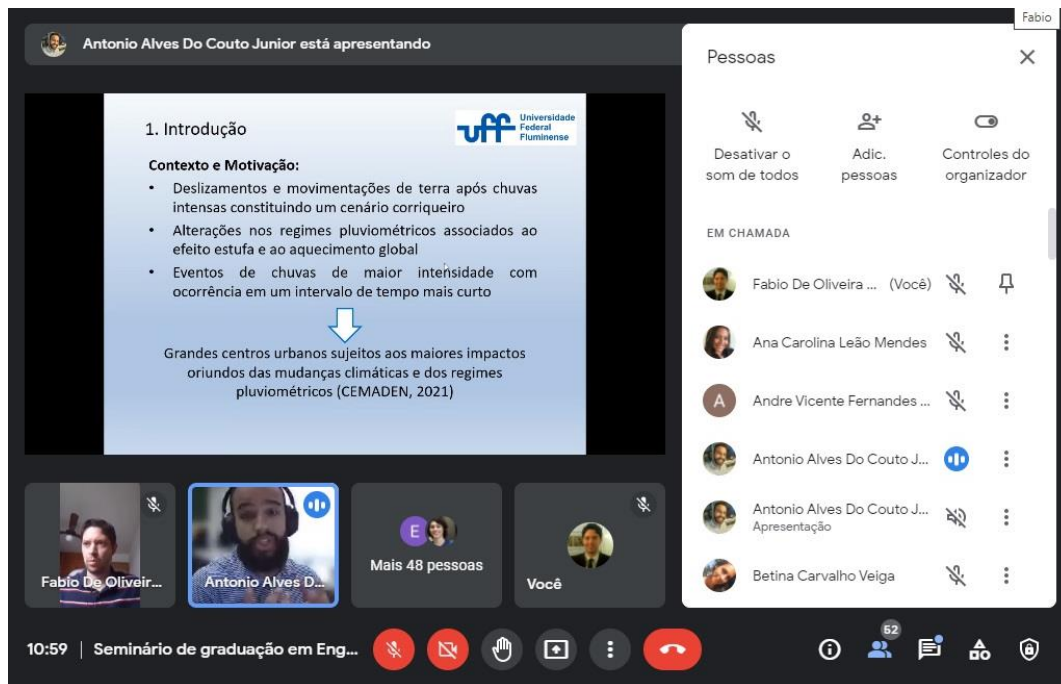 Fabio
Antonio Alves Do Couto Junior está apresentando
1. Introdução
uff Universidade
Federal
Fluminense
Contexto e Motivação:
• Deslizamentos e movimentações de terra após chuvas
intensas constituindo um cenário corriqueiro
• Alterações nos regimes pluviométricos associados ao
efeito estufa e ao aquecimento global
• Eventos de chuvas de maior intensidade com
ocorrência em um intervalo de tempo mais curto
Grandes centros urbanos sujeitos aos maiores impactos
oriundos das mudanças climáticas e dos regimes
pluviométricos (CEMADEN, 2021)
Fabio De Oliveir...
Antonio Alves D...
E
Mais 48 pessoas
Você
Pessoas
Desativar o
som de todos
Adic.
pessoas
Controles do
organizador
EM CHAMADA
Fabio De Oliveira ... (Você)
Ana Carolina Leão Mendes
A
Andre Vicente Fernandes ...
Antonio Alves Do Couto J...
Antonio Alves Do Couto J...
Apresentação
Betina Carvalho Veiga
10:59 | Seminário de graduação em Eng...
52